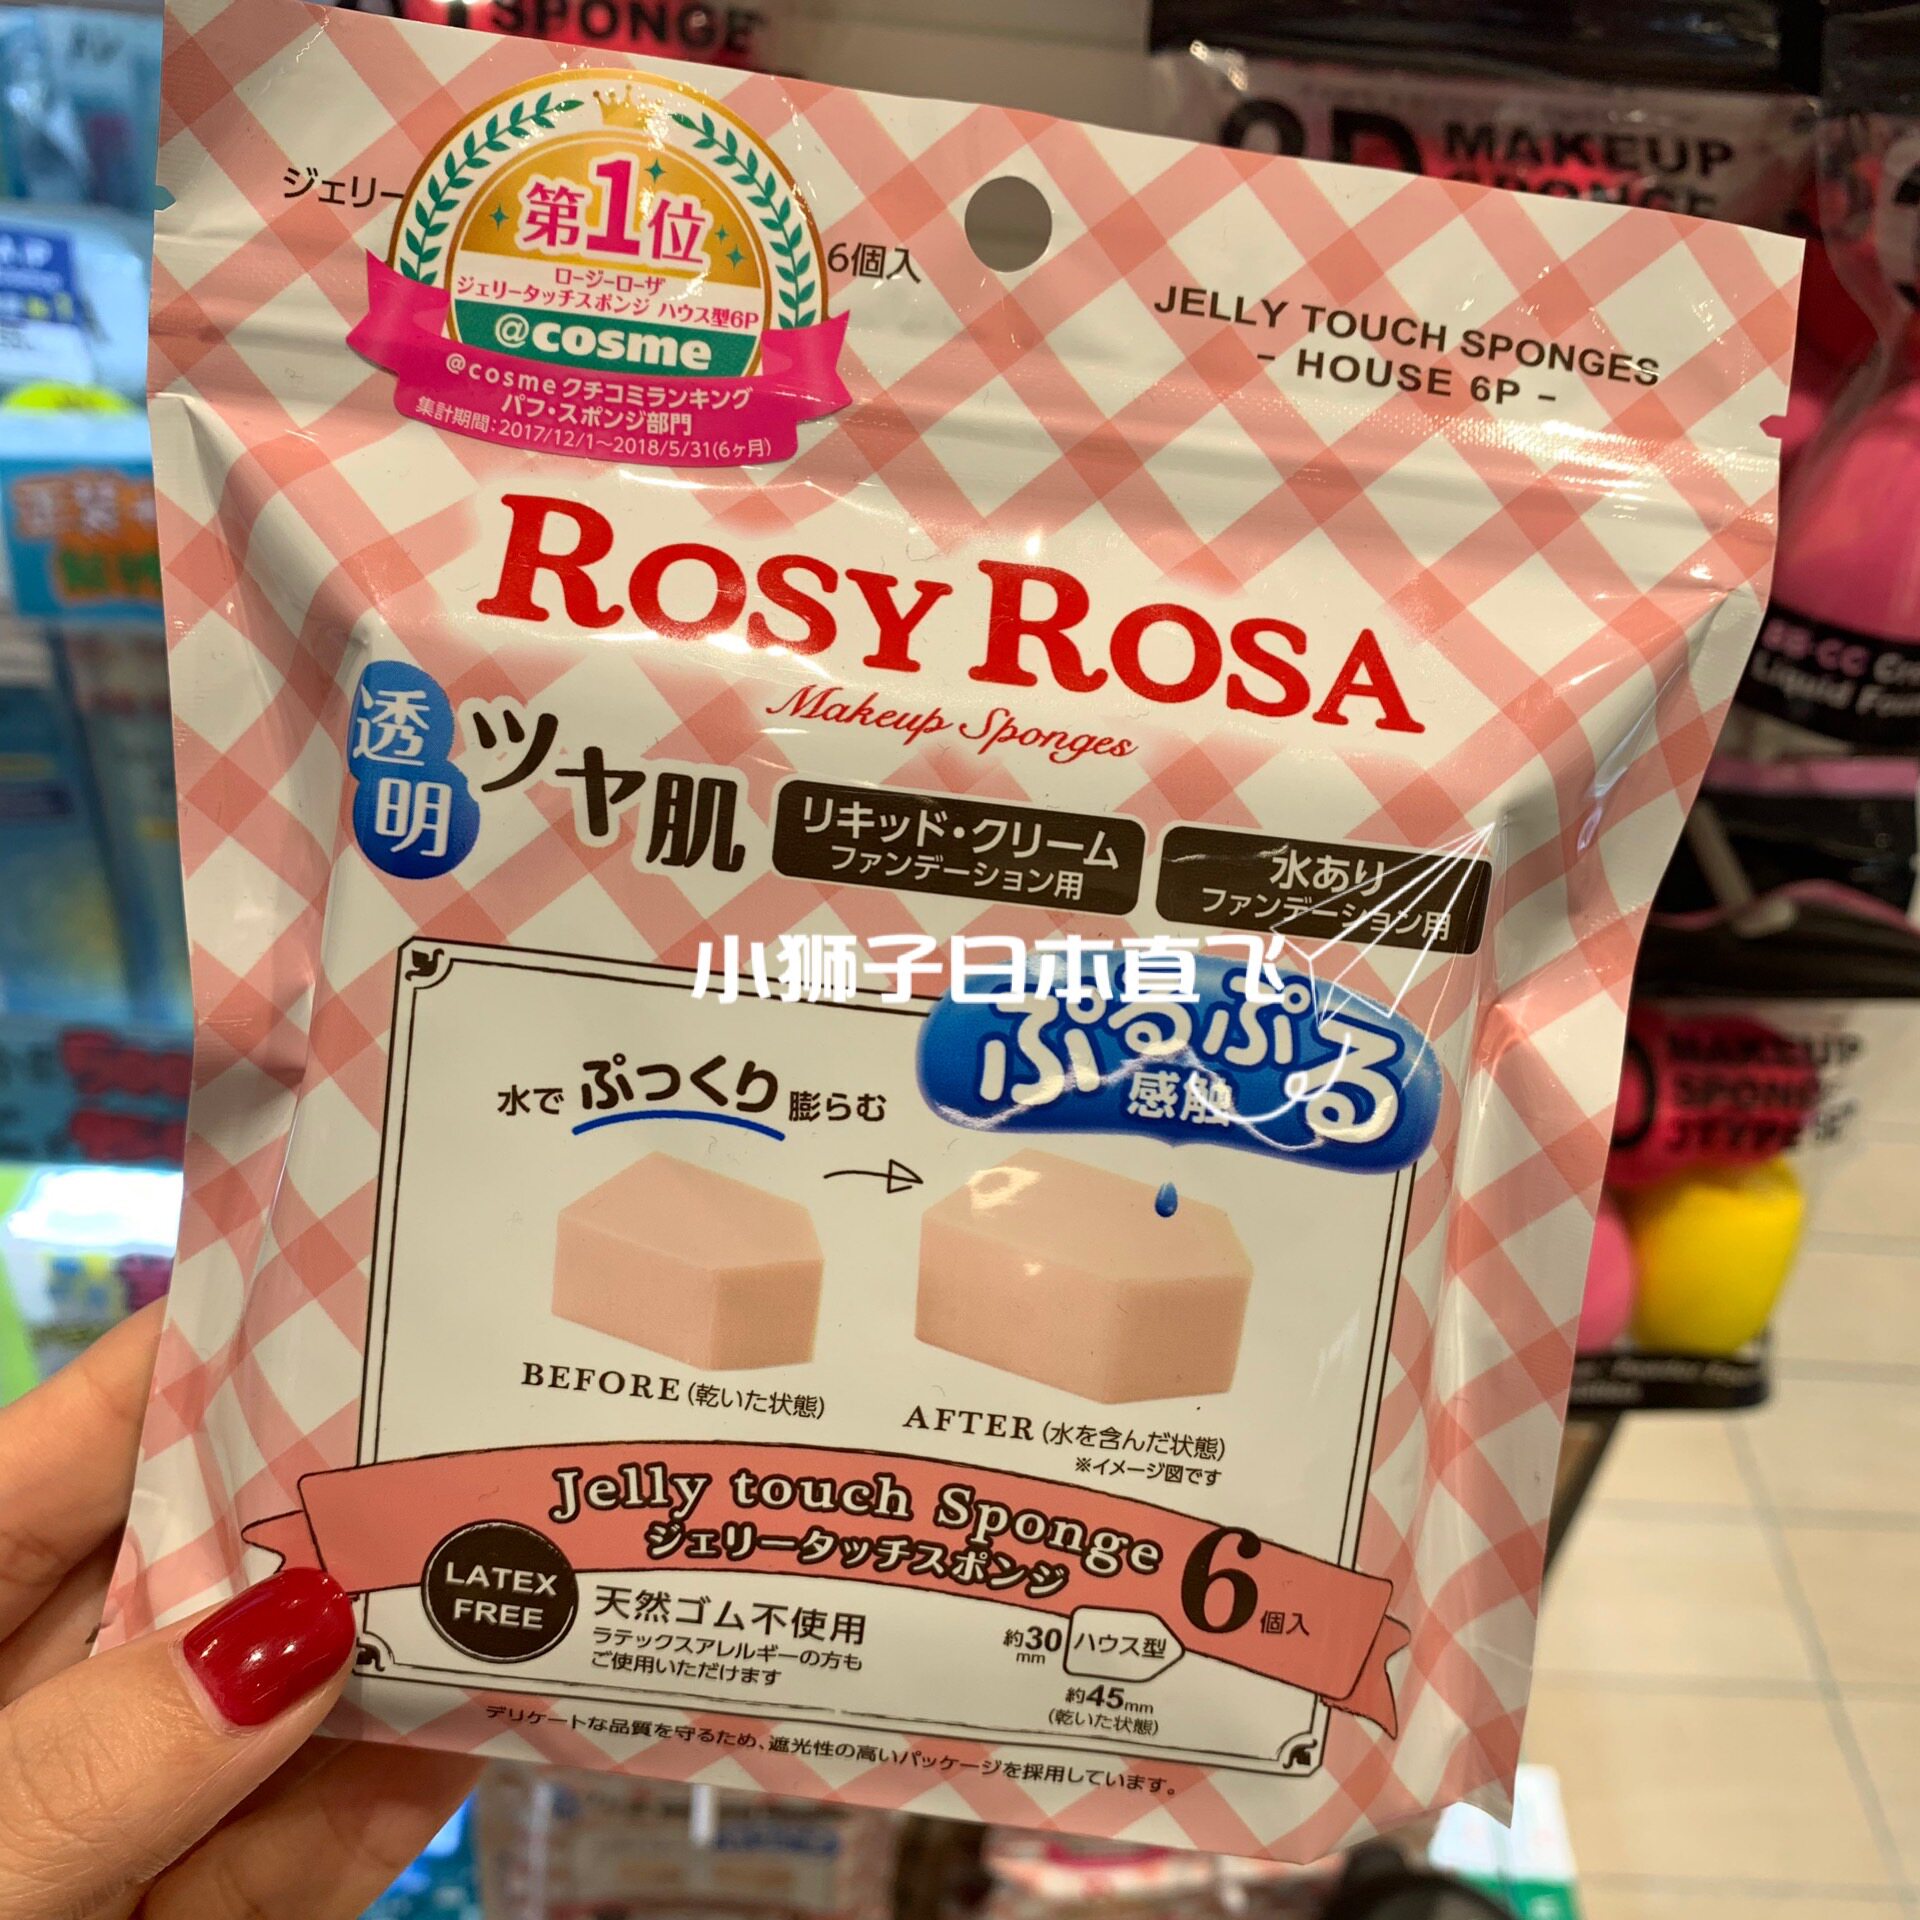 SPONGE
MAKEUP
SPONGE
ジェリー
6個入
第1位
ロージーローザ
ジェリータッチスポンジ ハウス型6P
@cosme
@cosmeクチコミランキング
パフ・スポンジ部門
集計期間:2017/12/1～2018/5/31(6ヶ月)
JELLY TOUCH SPONGES
- HOUSE 6P -
ROSY ROSA
Makeup Sponges
透明
ツヤ肌
リキッド・クリーム
ファンデーション用
水あり
ファンデーション用
小狮子日本直飞
水でぷっくり膨らむ
ぷるぷる
感触
BEFORE(乾いた状態)
AFTER(水を含んだ状態)
※イメージ図です
Jelly touch Sponge
ジェリータッチスポンジ
6個入
LATEX
FREE
天然ゴム不使用
ラテックスアレルギーの方も
ご使用いただけます
約30
mm
ハウス型
約45mm
(乾いた状態)
デリケートな品質を守るため、遮光性の高いパッケージを採用しています。
MAKEUP
SPONGE